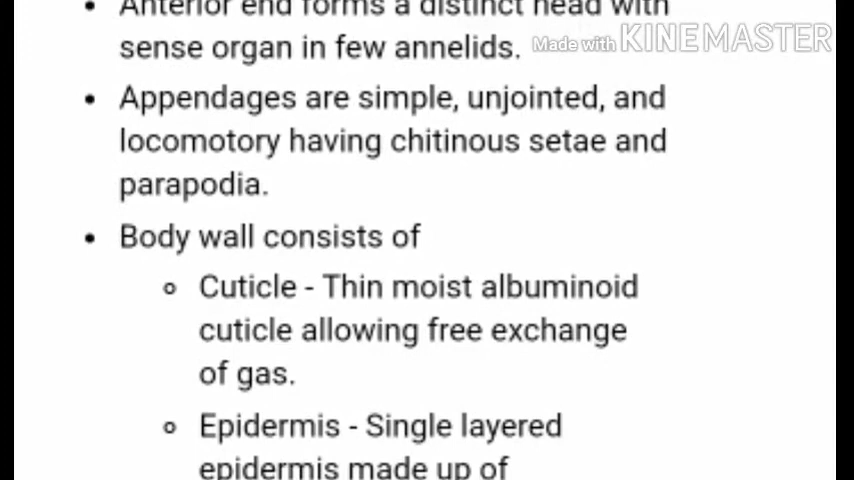 Anterior end forms a distinct head with
sense organ in few annelids.
Made with KINEMASTER
• Appendages are simple, unjointed, and
locomotory having chitinous setae and
parapodia.
• Body wall consists of
○ Cuticle - Thin moist albuminoid
cuticle allowing free exchange
of gas.
○ Epidermis - Single layered
epidermis made up of